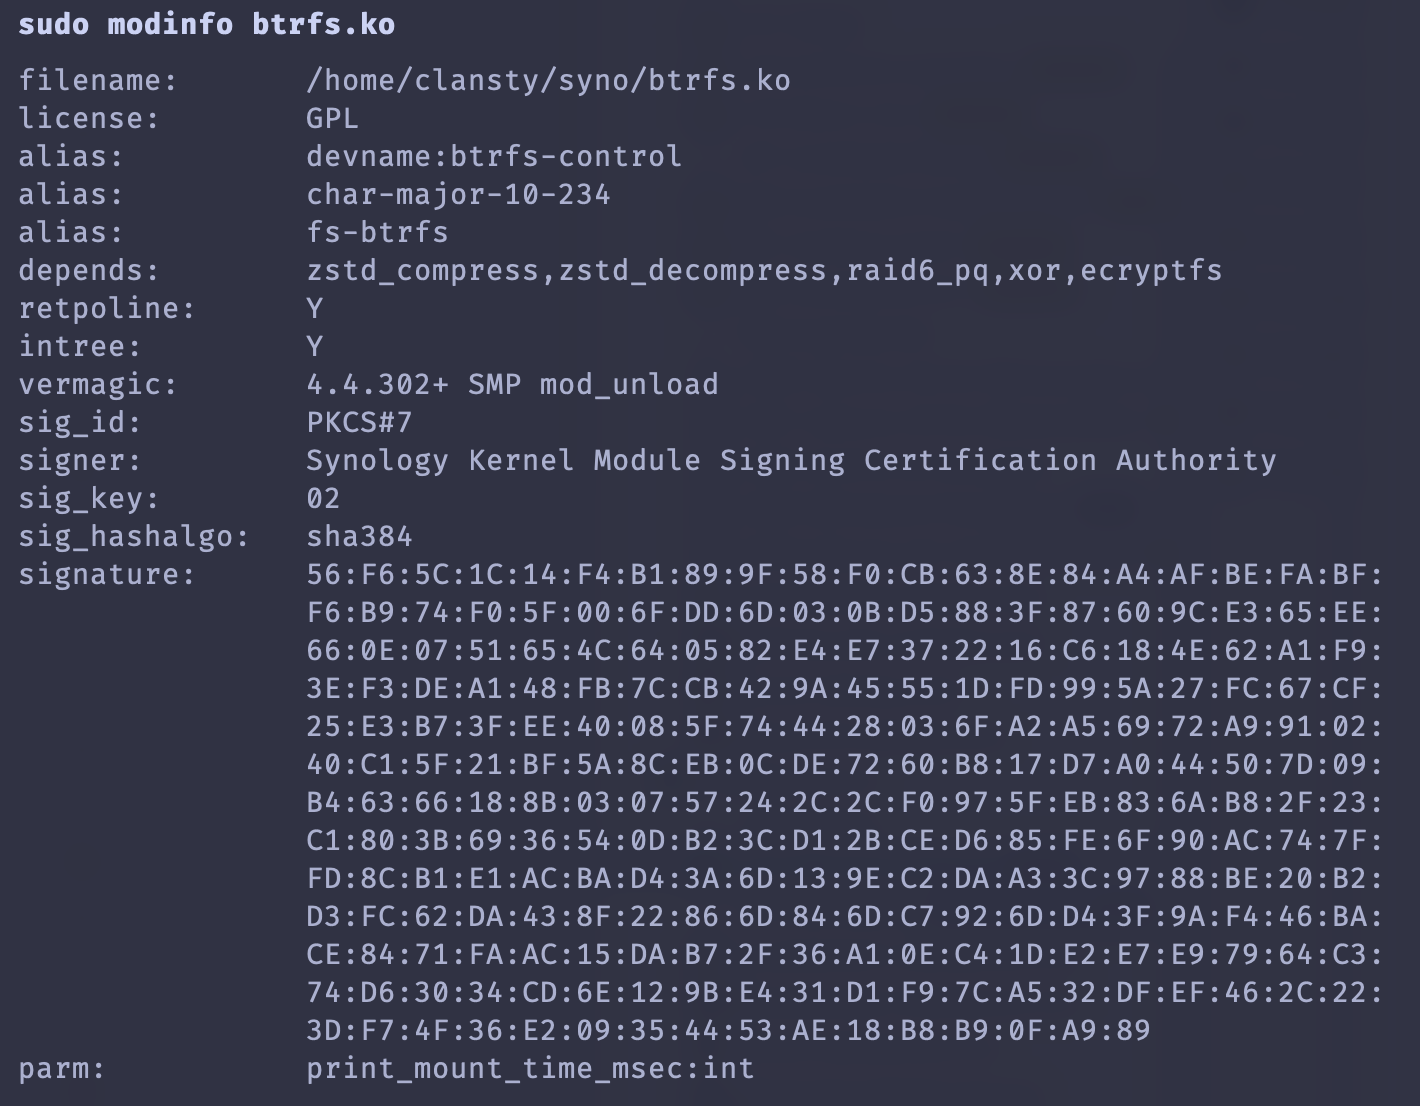 sudo modinfo btrfs.ko
filename:       /home/clansty/syno/btrfs.ko
license:        GPL
alias:          devname:btrfs-control
alias:          char-major-10-234
alias:          fs-btrfs
depends:        zstd_compress,zstd_decompress,raid6_pq,xor,ecryptfs
retpoline:      Y
intree:         Y
vermagic:       4.4.302+ SMP mod_unload
sig_id:         PKCS#7
signer:         Synology Kernel Module Signing Certification Authority
sig_key:        02
sig_hashalgo:   sha384
signature:      56:F6:5C:1C:14:F4:B1:89:9F:58:F0:CB:63:8E:84:A4:AF:BE:FA:BF:
                F6:B9:74:F0:5F:00:6F:DD:6D:03:0B:D5:88:3F:87:60:9C:E3:65:EE:
                66:0E:07:51:65:4C:64:05:82:E4:E7:37:22:16:C6:18:4E:62:A1:F9:
                3E:F3:DE:A1:48:FB:7C:CB:42:9A:45:55:1D:FD:99:5A:27:FC:67:CF:
                25:E3:B7:3F:EE:40:08:5F:74:44:28:03:6F:A2:A5:69:72:A9:91:02:
                40:C1:5F:21:BF:5A:8C:EB:0C:DE:72:60:B8:17:D7:A0:44:50:7D:09:
                B4:63:66:18:8B:03:07:57:24:2C:2C:F0:97:5F:EB:83:6A:B8:2F:23:
                C1:80:3B:69:36:54:0D:B2:3C:D1:2B:CE:D6:85:FE:6F:90:AC:74:7F:
                FD:8C:B1:E1:AC:BA:D4:3A:6D:13:9E:C2:DA:A3:3C:97:88:BE:20:B2:
                D3:FC:62:DA:43:8F:22:86:6D:84:6D:C7:92:6D:D4:3F:9A:F4:46:BA:
                CE:84:71:FA:AC:15:DA:B7:2F:36:A1:0E:C4:1D:E2:E7:E9:79:64:C3:
                74:D6:30:34:CD:6E:12:9B:E4:31:D1:F9:7C:A5:32:DF:EF:46:2C:22:
                3D:F7:4F:36:E2:09:35:44:53:AE:18:B8:B9:0F:A9:89
parm:           print_mount_time_msec:int